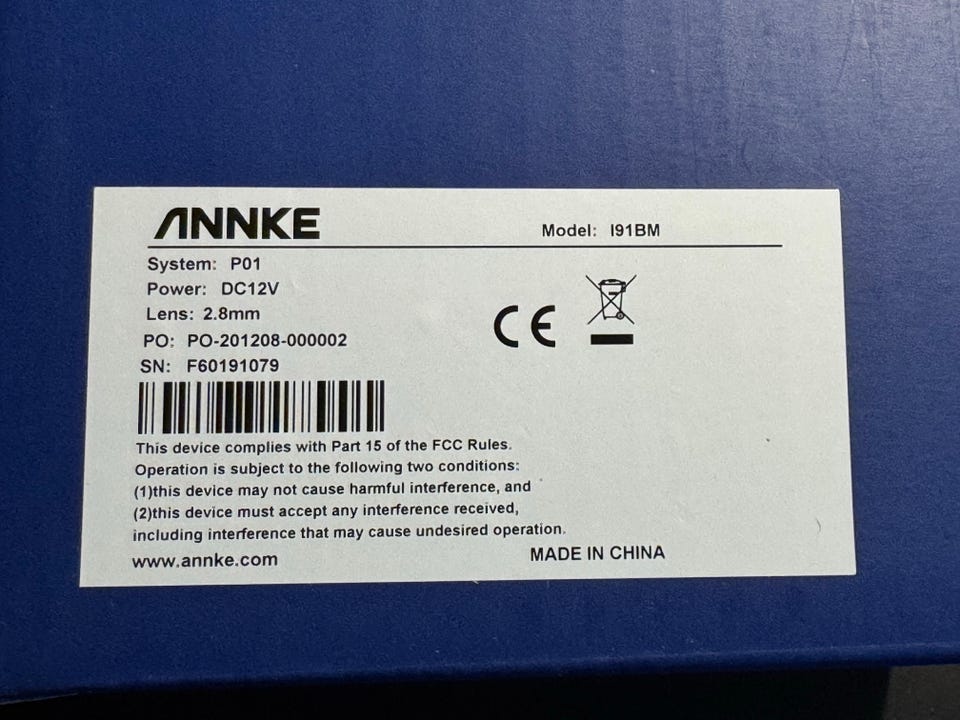 ANNKE
Model: I91BM
System: P01
Power: DC12V
Lens: 2.8mm
PO: PO-201208-000002
SN: F60191079
CE
This device complies with Part 15 of the FCC Rules.
Operation is subject to the following two conditions:
(1)this device may not cause harmful interference, and
(2)this device must accept any interference received,
including interference that may cause undesired operation.
www.annke.com
MADE IN CHINA